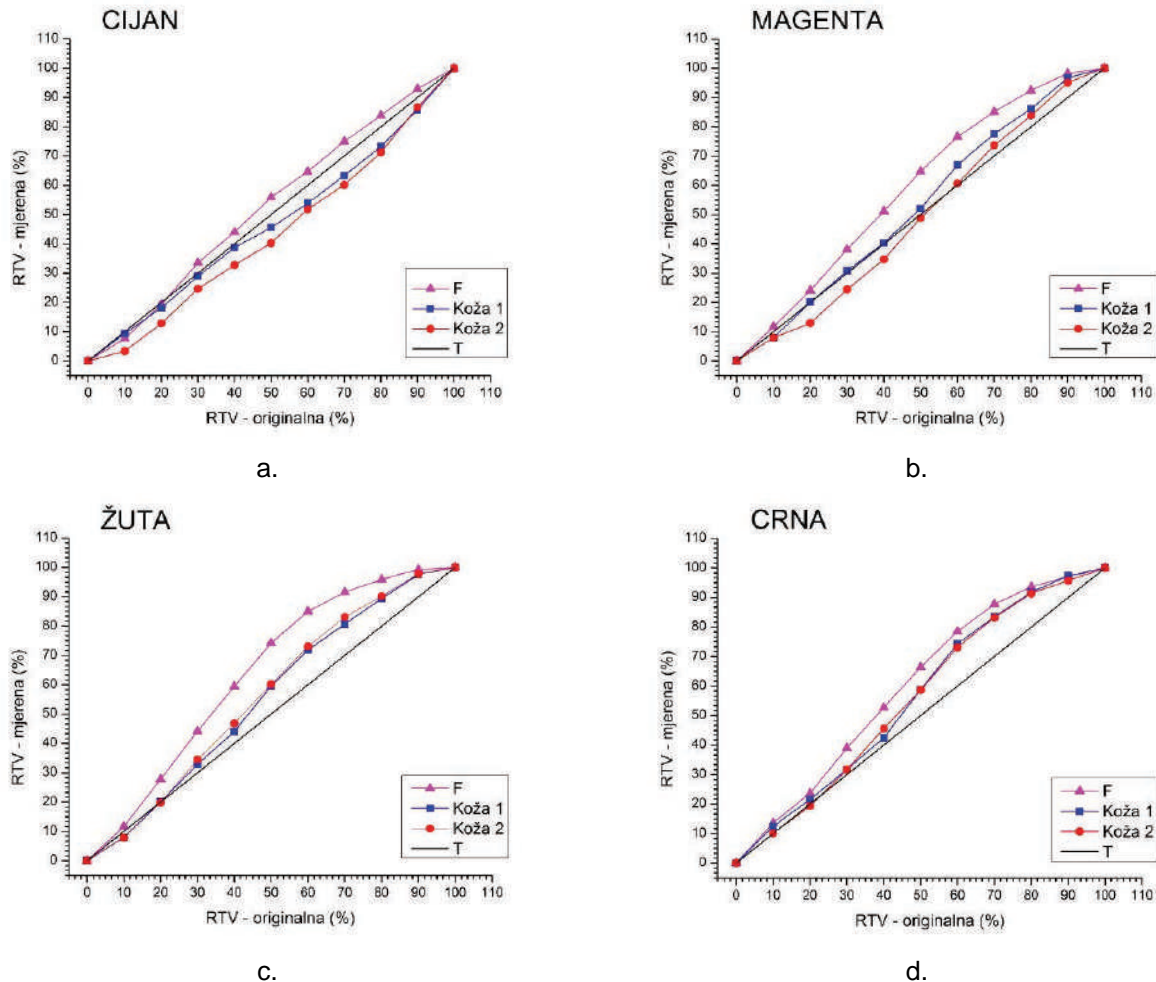 CIJAN
110
100
90
80
70
60
50
40
30
20
10
0
RTV - mjerena (%)
F
Koža 1
Koža 2
T
0 10 20 30 40 50 60 70 80 90 100 110
RTV - originalna (%)
a.
MAGENTA
110
100
90
80
70
60
50
40
30
20
10
0
RTV - mjerena (%)
F
Koža 1
Koža 2
T
0 10 20 30 40 50 60 70 80 90 100 110
RTV - originalna (%)
b.
ŽUTA
110
100
90
80
70
60
50
40
30
20
10
0
RTV - mjerena (%)
F
Koža 1
Koža 2
T
0 10 20 30 40 50 60 70 80 90 100 110
RTV - originalna (%)
c.
CRNA
110
100
90
80
70
60
50
40
30
20
10
0
RTV - mjerena (%)
F
Koža 1
Koža 2
T
0 10 20 30 40 50 60 70 80 90 100 110
RTV - originalna (%)
d.